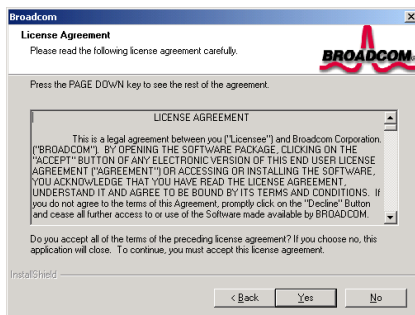 Broadcom
License Agreement
Please read the following license agreement carefully.
BROADCOM.
Press the PAGE DOWN key to see the rest of the agreement.
LICENSE AGREEMENT
This is a legal agreement between you ("Licensee") and Broadcom Corporation.
("BROADCOM"). BY OPENING THE SOFTWARE PACKAGE, CLICKING ON THE
"ACCEPT" BUTTON OF ANY ELECTRONIC VERSION OF THIS END USER LICENSE
AGREEMENT ("AGREEMENT") OR ACCESSING OR INSTALLING THE SOFTWARE,
YOU ACKNOWLEDGE THAT YOU HAVE READ THE LICENSE AGREEMENT,
UNDERSTAND IT AND AGREE TO BE BOUND BY ITS TERMS AND CONDITIONS. If
you do not agree to the terms of this Agreement, promptly click on the "Decline" Button
and cease all further access to or use of the Software made available by BROADCOM.
Do you accept all of the terms of the preceding license agreement? If you choose no, this
application will close. To continue, you must accept this license agreement.
InstallShield
< Back
Yes
No